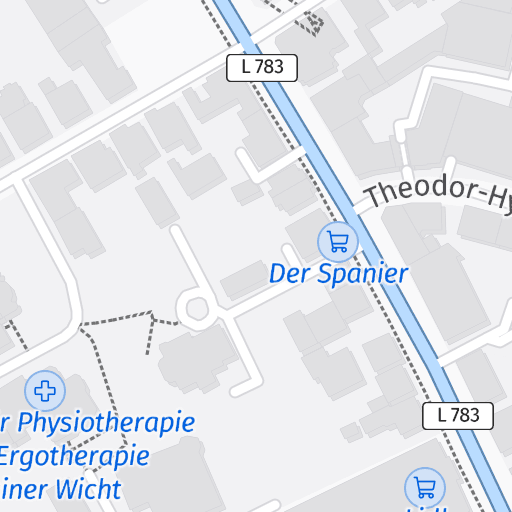 L 783
Theodor-Hy
Der Spanier
r Physiotherapie
Ergotherapie
iner Wicht
L 783